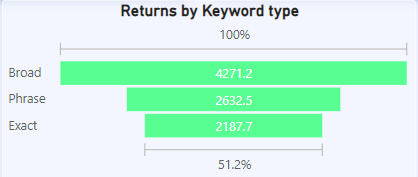 Returns by Keyword type
100%
Broad 4271.2
Phrase 2632.5
Exact 2187.7
51.2%